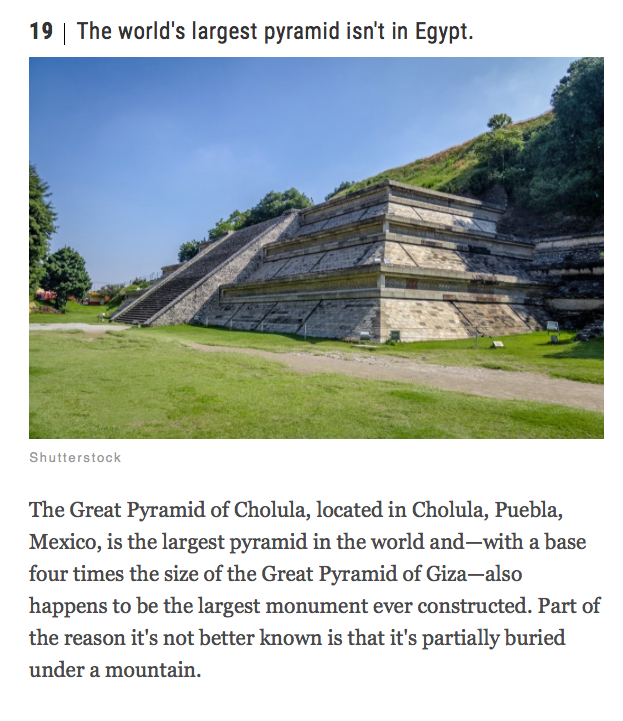 19 | The world's largest pyramid isn't in Egypt.
Shutterstock
The Great Pyramid of Cholula, located in Cholula, Puebla,
Mexico, is the largest pyramid in the world and—with a base
four times the size of the Great Pyramid of Giza—also
happens to be the largest monument ever constructed. Part of
the reason it's not better known is that it's partially buried
under a mountain.